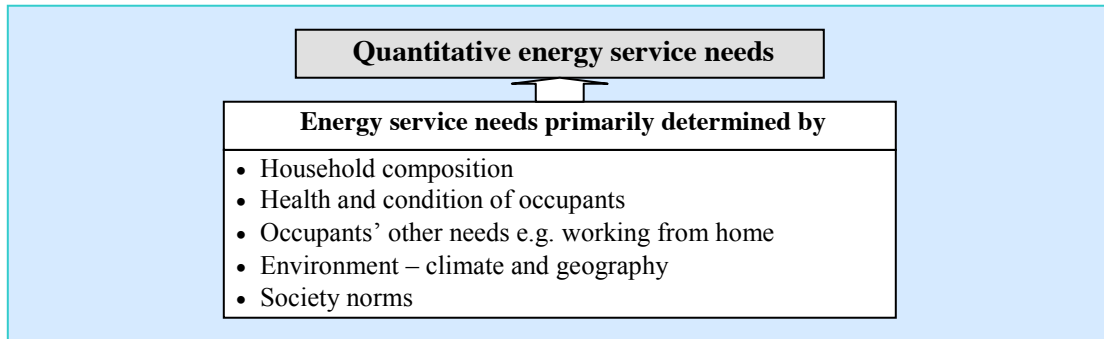 Quantitative energy service needs
Energy service needs primarily determined by
• Household composition
• Health and condition of occupants
• Occupants’ other needs e.g. working from home
• Environment – climate and geography
• Society norms